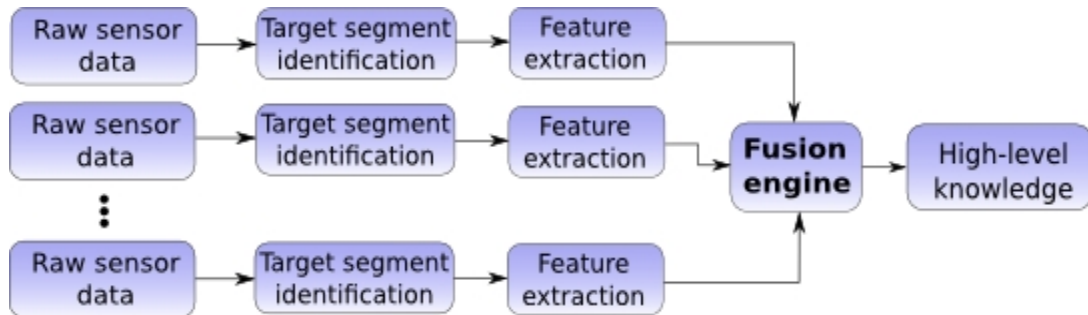 Raw sensor
data
Target segment
identification
Feature
extraction
Raw sensor
data
Target segment
identification
Feature
extraction
Fusion
engine
High-level
knowledge
Raw sensor
data
Target segment
identification
Feature
extraction